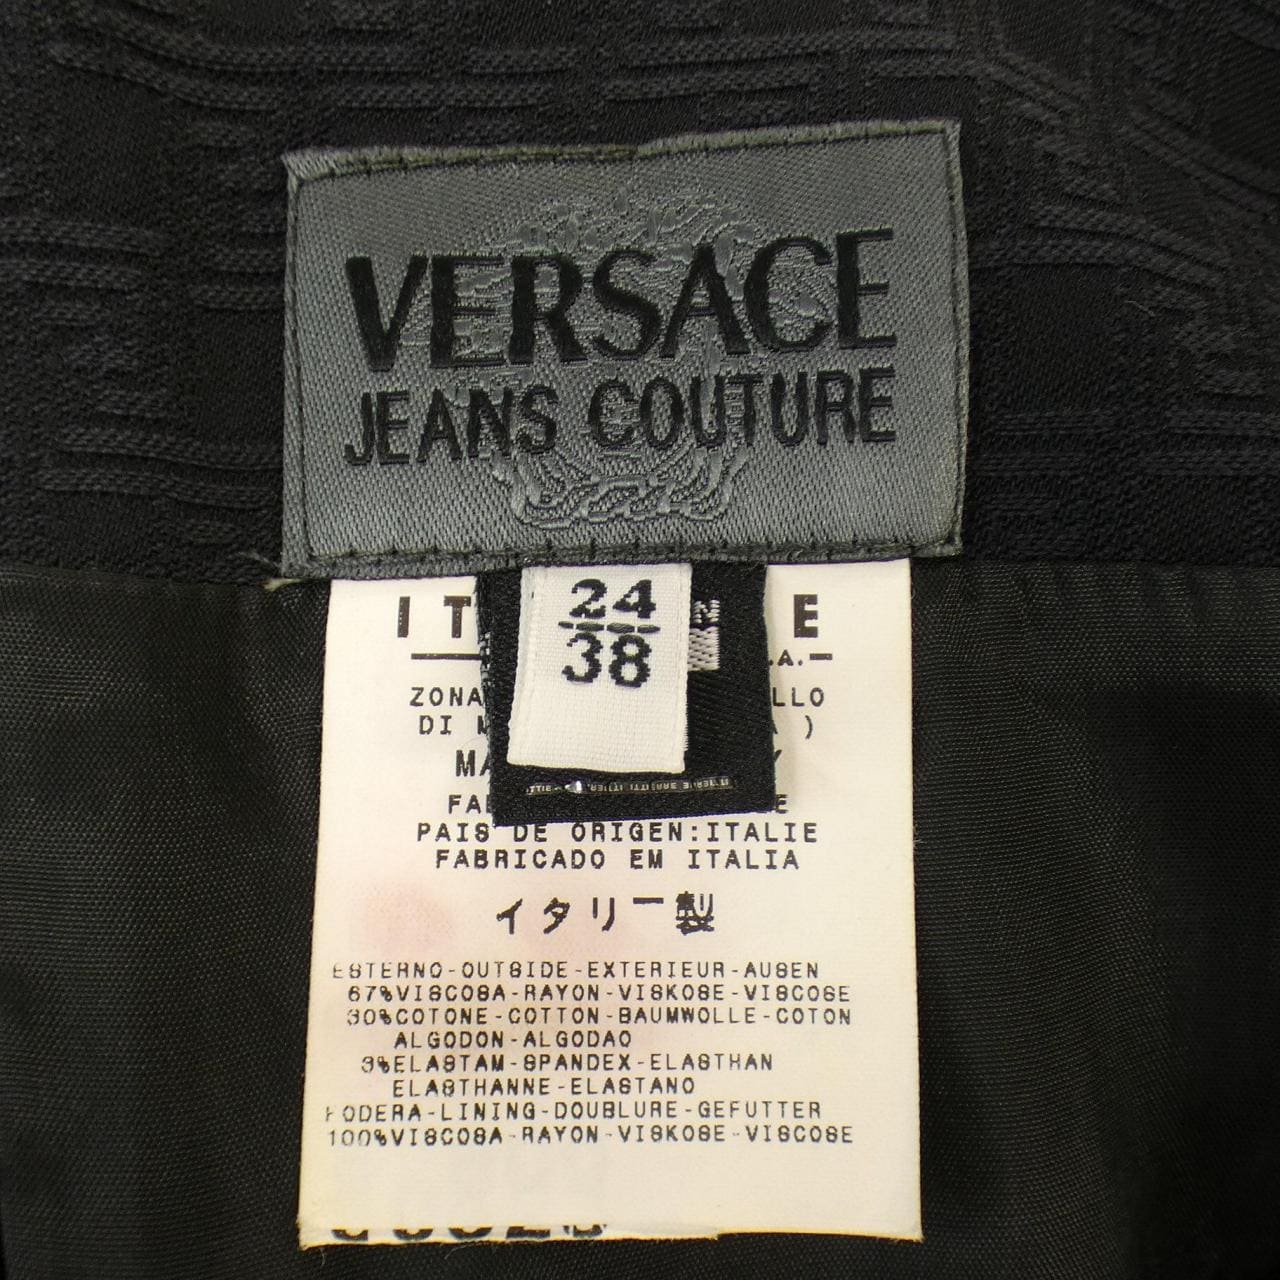 VERSACE
JEANS COUTURE
24
38
ZONA
DI
PAIS DE ORIGEN:ITALIE
FABRICADO EM ITALIA
イタリー製
ESTERNO-OUTSIDE-EXTERIEUR-AUSEN
67%VISCOSA-RAYON-VISKOSE-VISCOSE
30%COTONE-COTTON-BAUMWOLLE-COTON
ALGODON-ALGODAO
3%ELASTAM-SPANDEX-ELASTHAN
ELASTHANNE-ELASTANO
FODERA-LINING-DOUBLURE-GEFUTTER
100%VISCOSA-RAYON-VISKOSE-VISCOSE